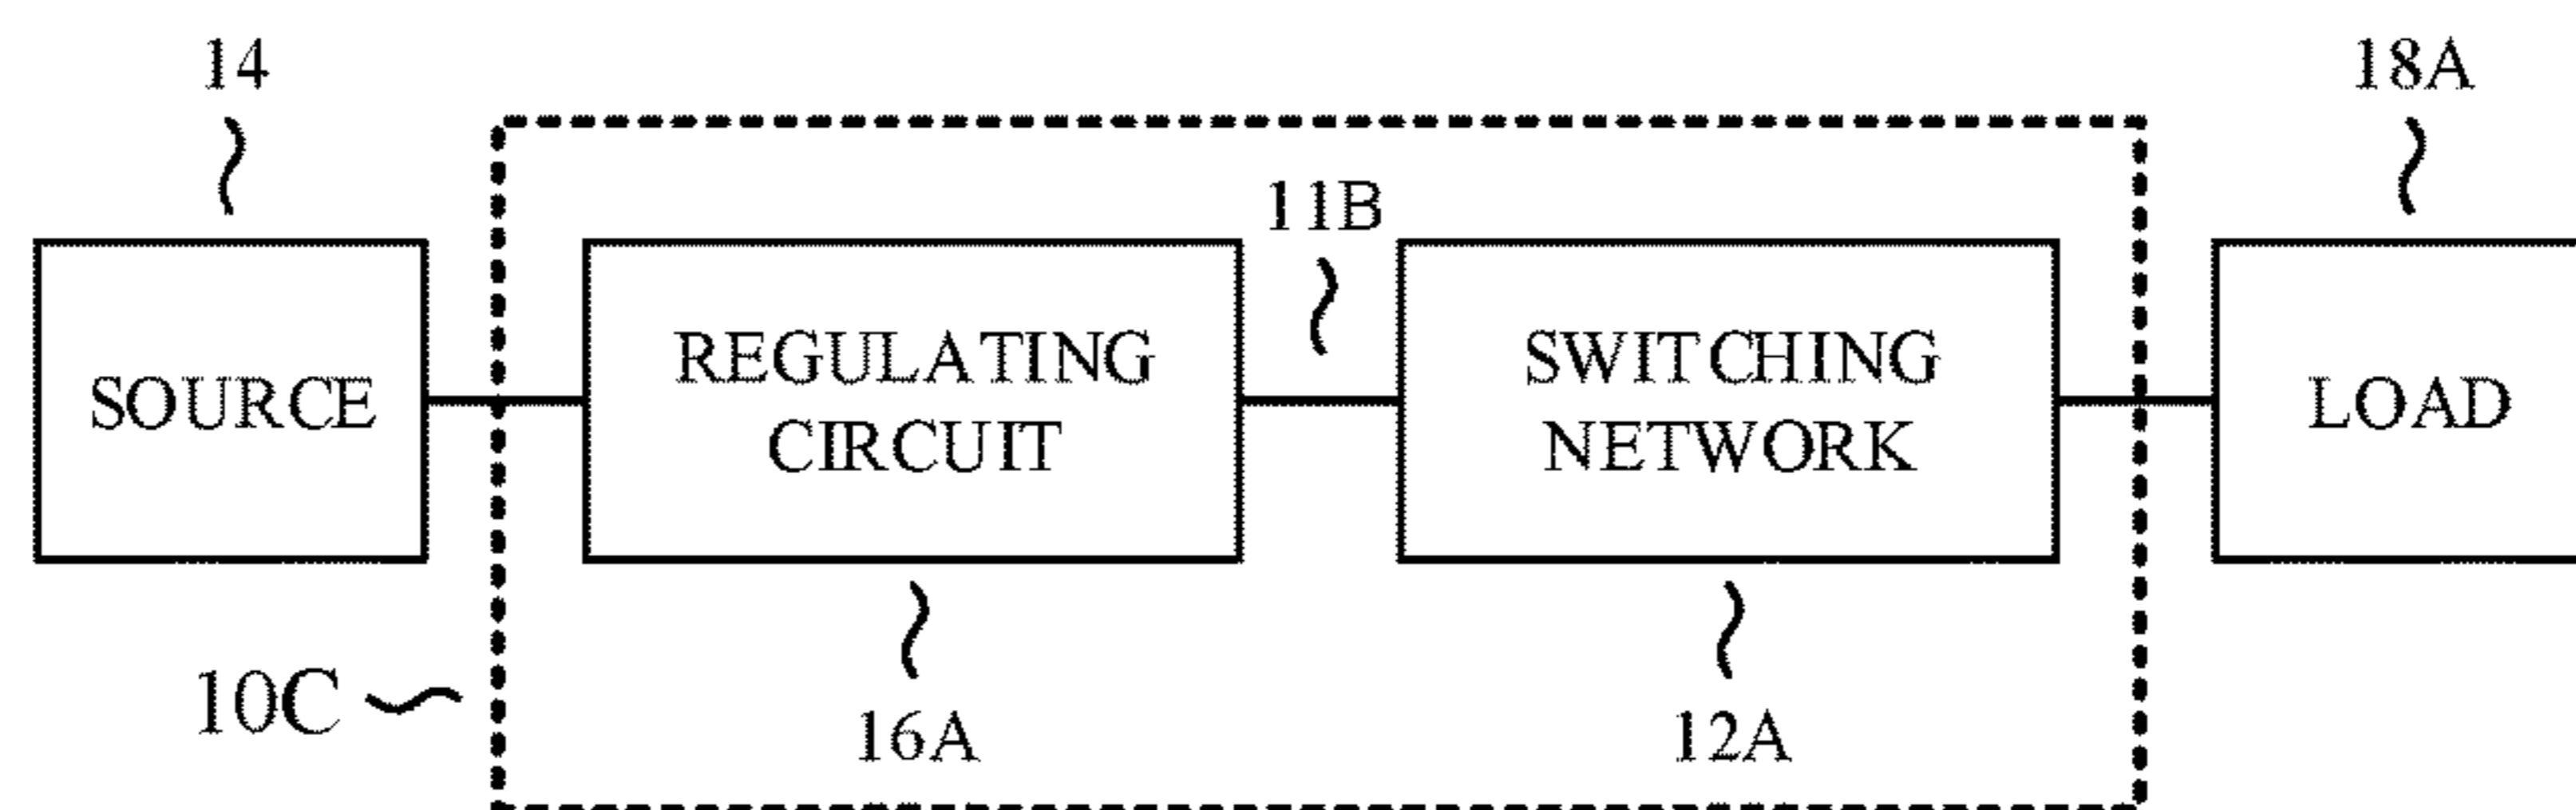 14
18A
11B
SOURCE
REGULATING
CIRCUIT
SWITCHING
NETWORK
LOAD
10C
16A
12A